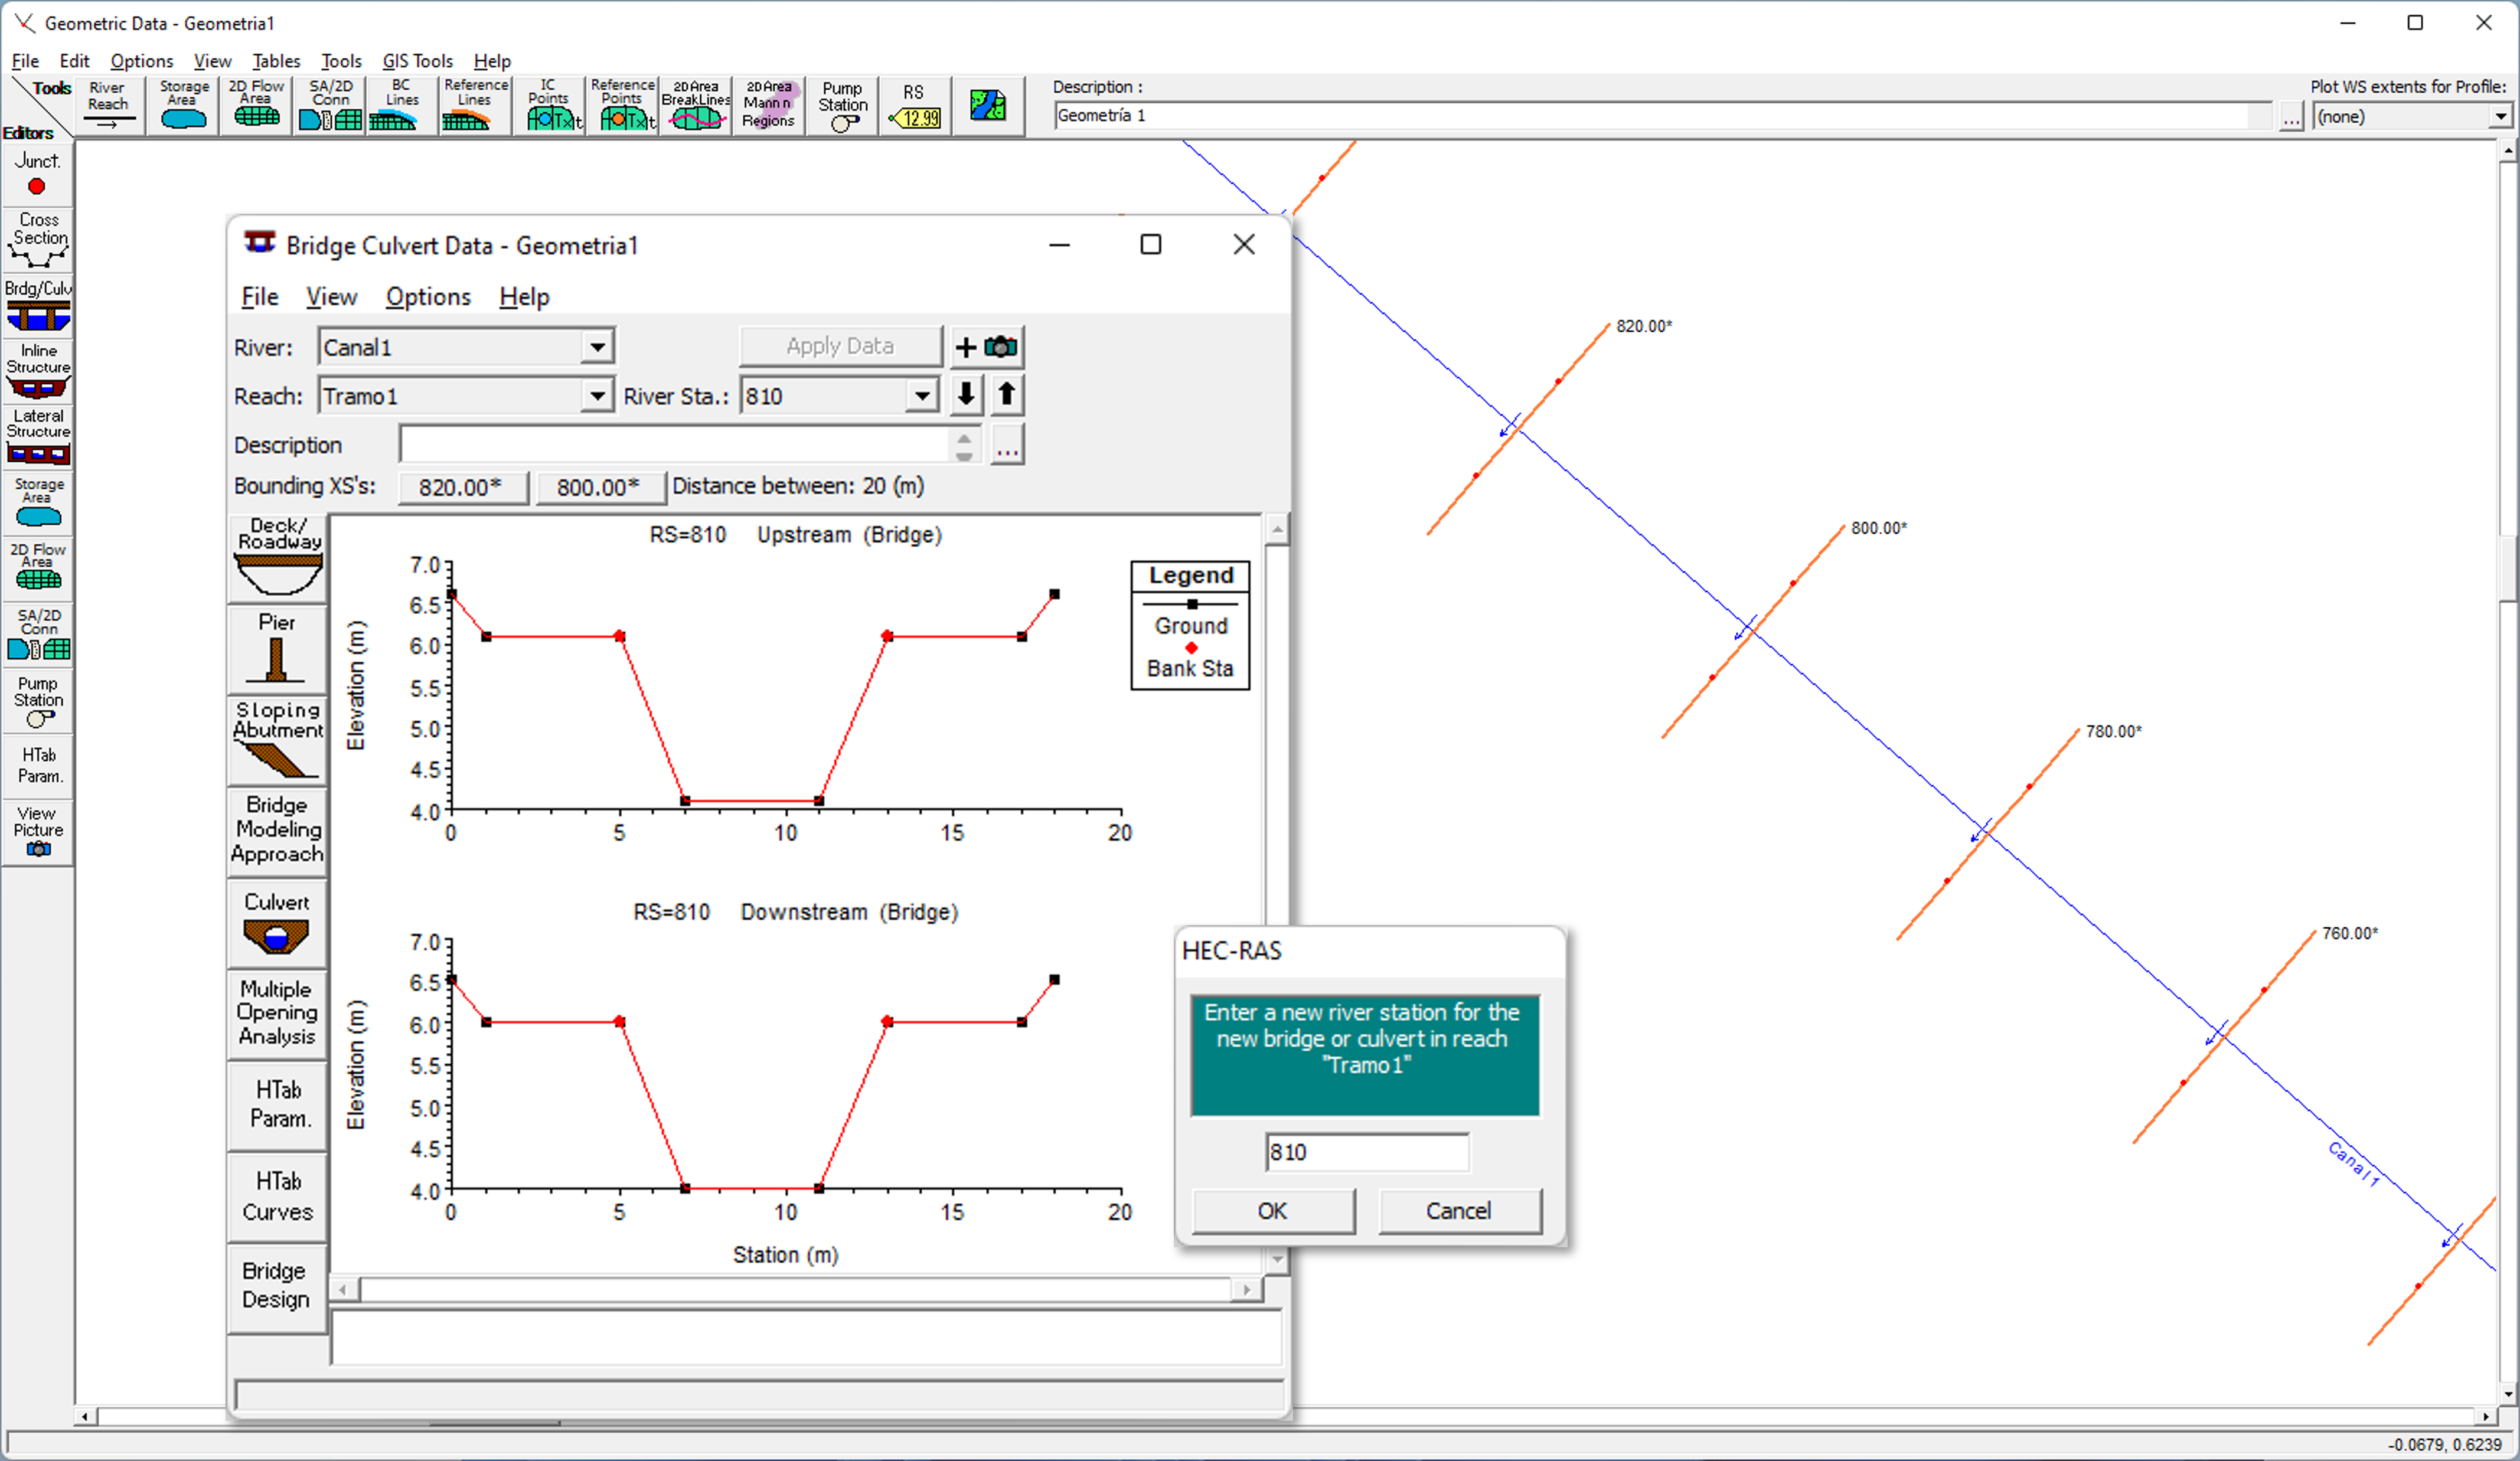 Geometric Data - Geometria1
File Edit Options View Tables Tools GIS Tools Help
Tools
Editors
River
Reach
Storage
Area
2D Flow
Area
SA/2D
Conn
BC
Lines
Reference
Lines
IC
Points
Reference
Points
2D Area
BreakLines
2D Area
Mann n
Regions
Pump
Station
RS
12.99
Description :
Geometría 1
...
Plot WS extents for Profile:
(none)
Junct.
Cross
Section
Brdg/Culv
Inline
Structure
Lateral
Structure
Storage
Area
2D Flow
Area
SA/2D
Conn
Pump
Station
HTab
Param.
View
Picture
Bridge Culvert Data - Geometria1
File View Options Help
River: Canal1 Apply Data +
Reach: Tramo1 River Sta.: 810
Description ...
Bounding XS's: 820.00* 800.00* Distance between: 20 (m)
Deck/
Roadway
Pier
Sloping
Abutment
Bridge
Modeling
Approach
Culvert
Multiple
Opening
Analysis
HTab
Param.
HTab
Curves
Bridge
Design
RS=810 Upstream (Bridge)
7.0
6.5
6.0
5.5
5.0
4.5
4.0
0 5 10 15 20
Elevation (m)
Legend
Ground
Bank Sta
RS=810 Downstream (Bridge)
7.0
6.5
6.0
5.5
5.0
4.5
4.0
0 5 10 15 20
Elevation (m)
Station (m)
HEC-RAS
Enter a new river station for the
new bridge or culvert in reach
"Tramo1"
810
OK Cancel
820.00*
800.00*
780.00*
760.00*
Canal1
-0.0679, 0.6239